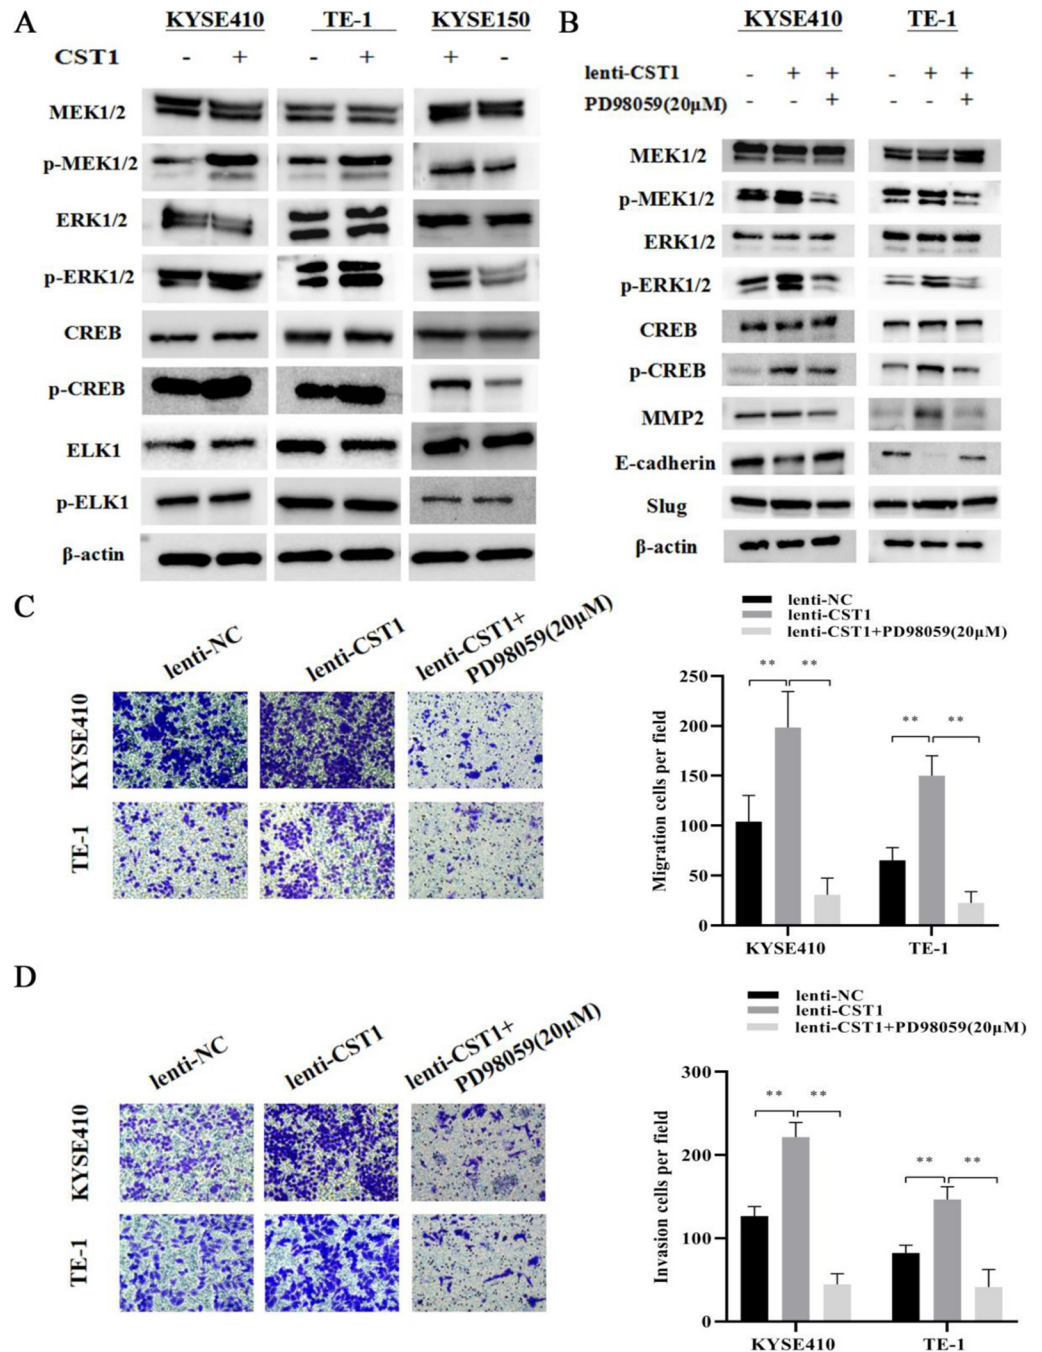 A
KYSE410 TE-1 KYSE150
CST1 - + - + + -
MEK1/2
p-MEK1/2
ERK1/2
p-ERK1/2
CREB
p-CREB
ELK1
p-ELK1
β-actin
B
KYSE410 TE-1
lenti-CST1 - + + - + +
PD98059(20μM) - - + - - +
MEK1/2
p-MEK1/2
ERK1/2
p-ERK1/2
CREB
p-CREB
MMP2
E-cadherin
Slug
β-actin
C
lenti-NC
lenti-CST1
lenti-CST1+
PD98059(20μM)
KYSE410
TE-1
lenti-NC
lenti-CST1
lenti-CST1+PD98059(20μM)
Migration cells per field
250
200
150
100
50
0
** **
** **
KYSE410 TE-1
D
lenti-NC
lenti-CST1
lenti-CST1+
PD98059(20μM)
KYSE410
TE-1
lenti-NC
lenti-CST1
lenti-CST1+PD98059(20μM)
Invasion cells per field
300
200
100
0
** **
** **
KYSE410 TE-1